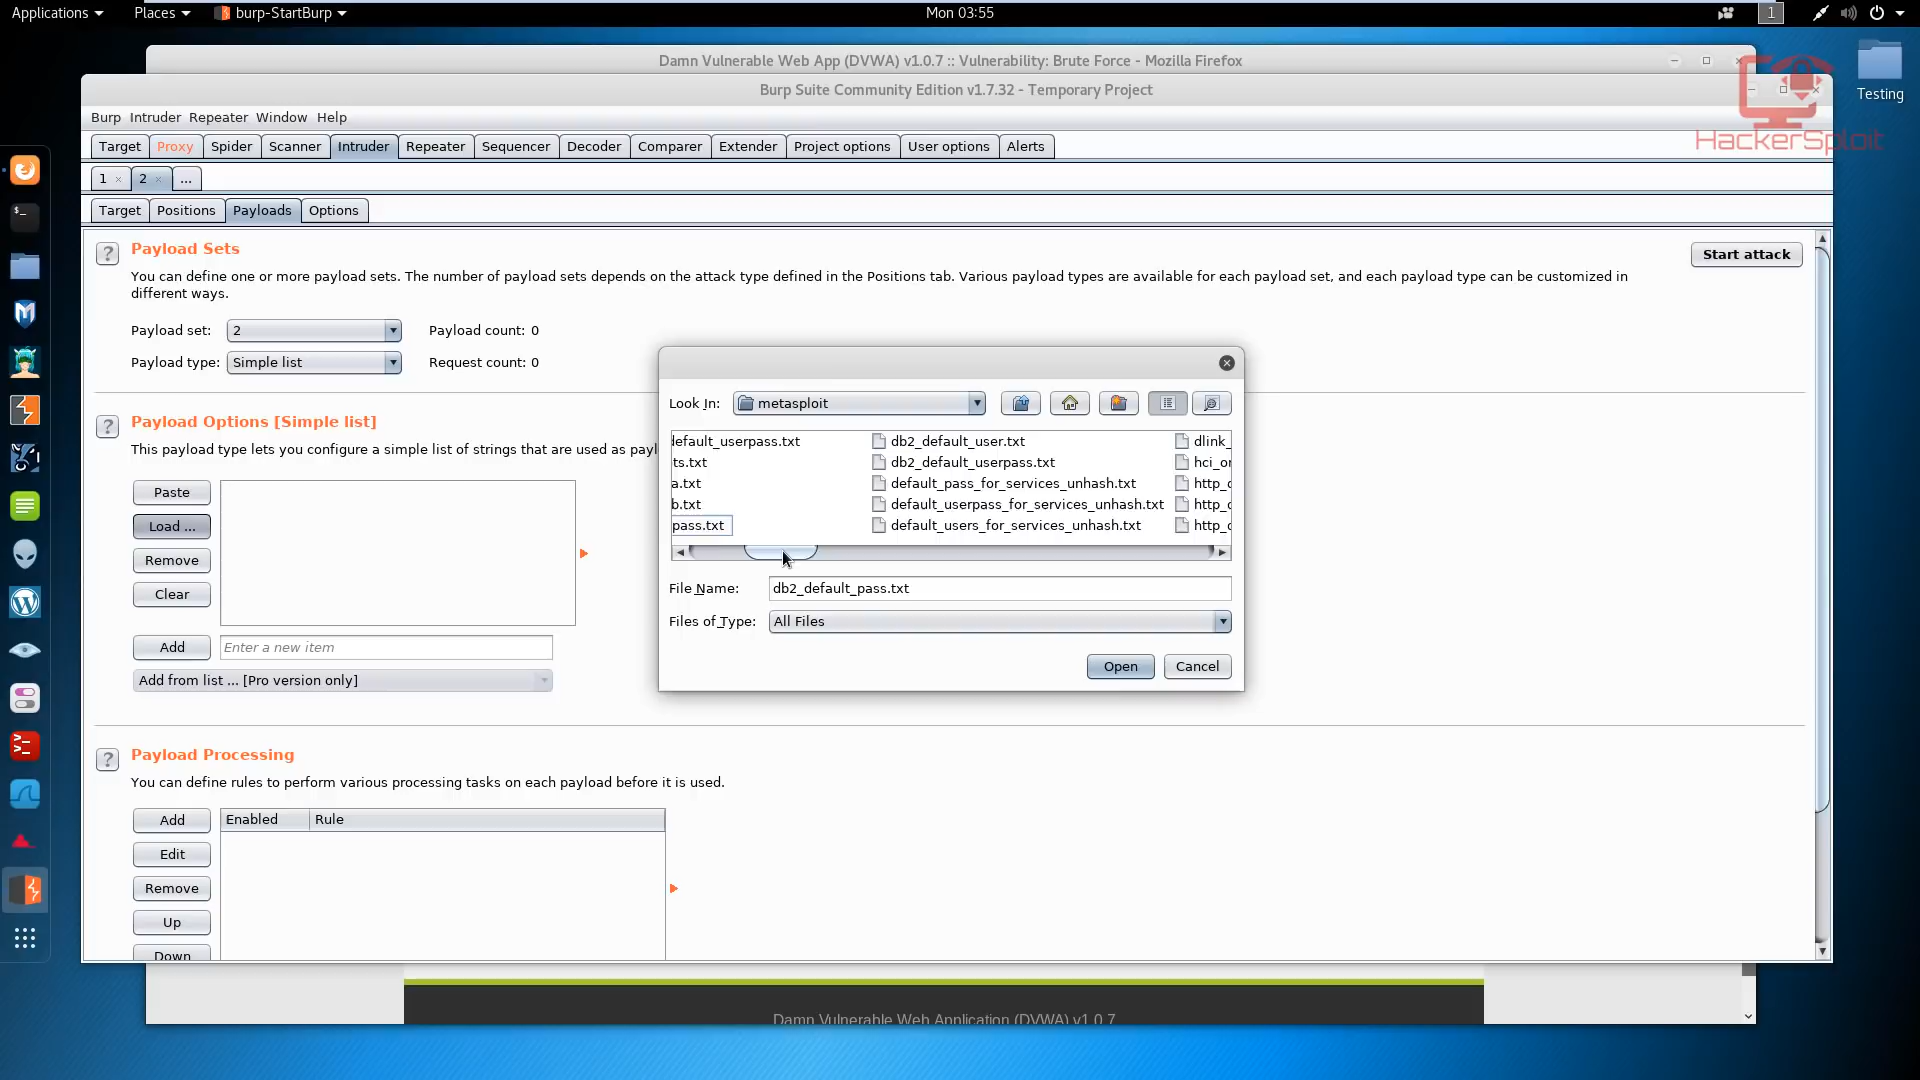 Applications Places burp-StartBurp Mon 03:55 1
Damn Vulnerable Web App (DVWA) v1.0.7 :: Vulnerability: Brute Force - Mozilla Firefox
Burp Suite Community Edition v1.7.32 - Temporary Project
Testing
HackerSploit
Burp Intruder Repeater Window Help
Target Proxy Spider Scanner Intruder Repeater Sequencer Decoder Comparer Extender Project options User options Alerts
1 × 2 × ...
Target Positions Payloads Options
? Payload Sets
Start attack
You can define one or more payload sets. The number of payload sets depends on the attack type defined in the Positions tab. Various payload types are available for each payload set, and each payload type can be customized in
different ways.
Payload set: 2 Payload count: 0
Payload type: Simple list Request count: 0
? Payload Options [Simple list]
This payload type lets you configure a simple list of strings that are used as payl
Paste
Load ...
Remove
Clear
Add Enter a new item
Add from list ... [Pro version only]
Look In: metasploit
default_userpass.txt db2_default_user.txt dlink_
ts.txt db2_default_userpass.txt hci_or
a.txt default_pass_for_services_unhash.txt http_d
b.txt default_userpass_for_services_unhash.txt http_d
pass.txt default_users_for_services_unhash.txt http_d
File Name: db2_default_pass.txt
Files of Type: All Files
Open Cancel
? Payload Processing
You can define rules to perform various processing tasks on each payload before it is used.
Add Enabled Rule
Edit
Remove
Up
Down
Damn Vulnerable Web Application (DVWA) v1.0.7